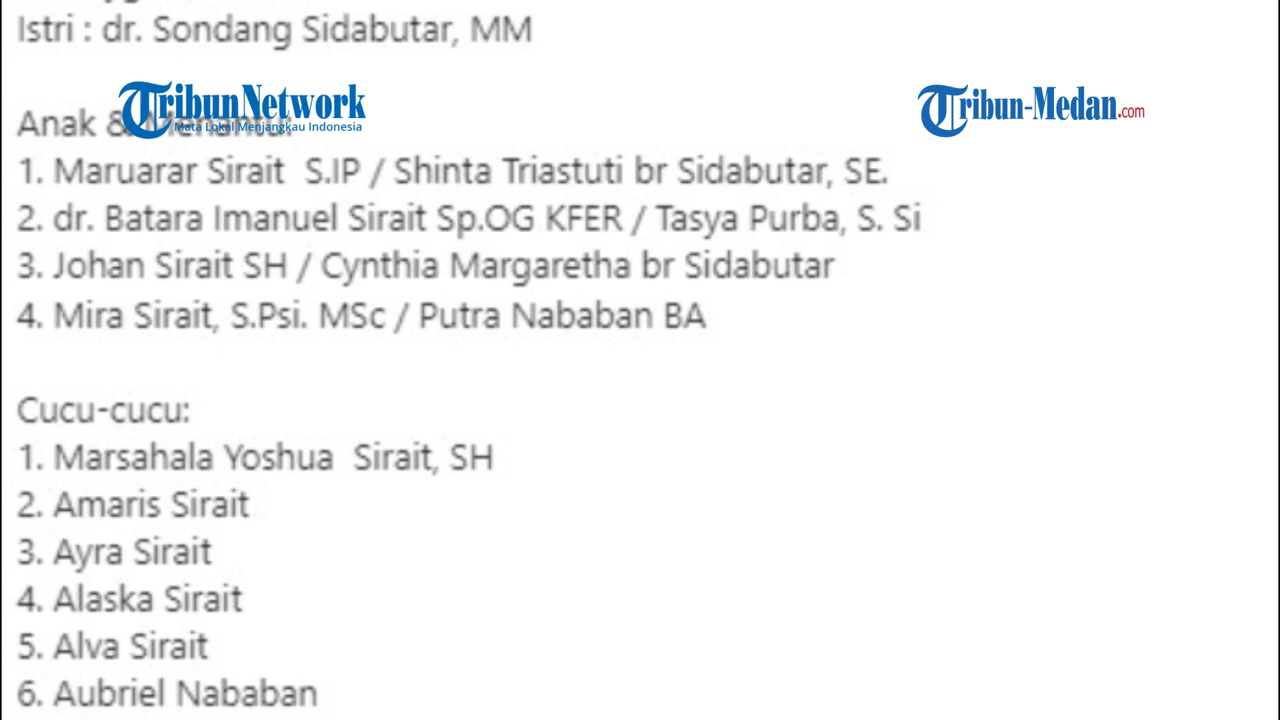 Istri : dr. Sondang Sidabutar, MM
TribunNetwork
Mata Lokal Menjangkau Indonesia
Tribun-Medan.com
Anak & Menantu:
1. Maruarar Sirait S.IP / Shinta Triastuti br Sidabutar, SE.
2. dr. Batara Imanuel Sirait Sp.OG KFER / Tasya Purba, S. Si
3. Johan Sirait SH / Cynthia Margaretha br Sidabutar
4. Mira Sirait, S.Psi. MSc / Putra Nababan BA
Cucu-cucu:
1. Marsahala Yoshua Sirait, SH
2. Amaris Sirait
3. Ayra Sirait
4. Alaska Sirait
5. Alva Sirait
6. Aubriel Nababan